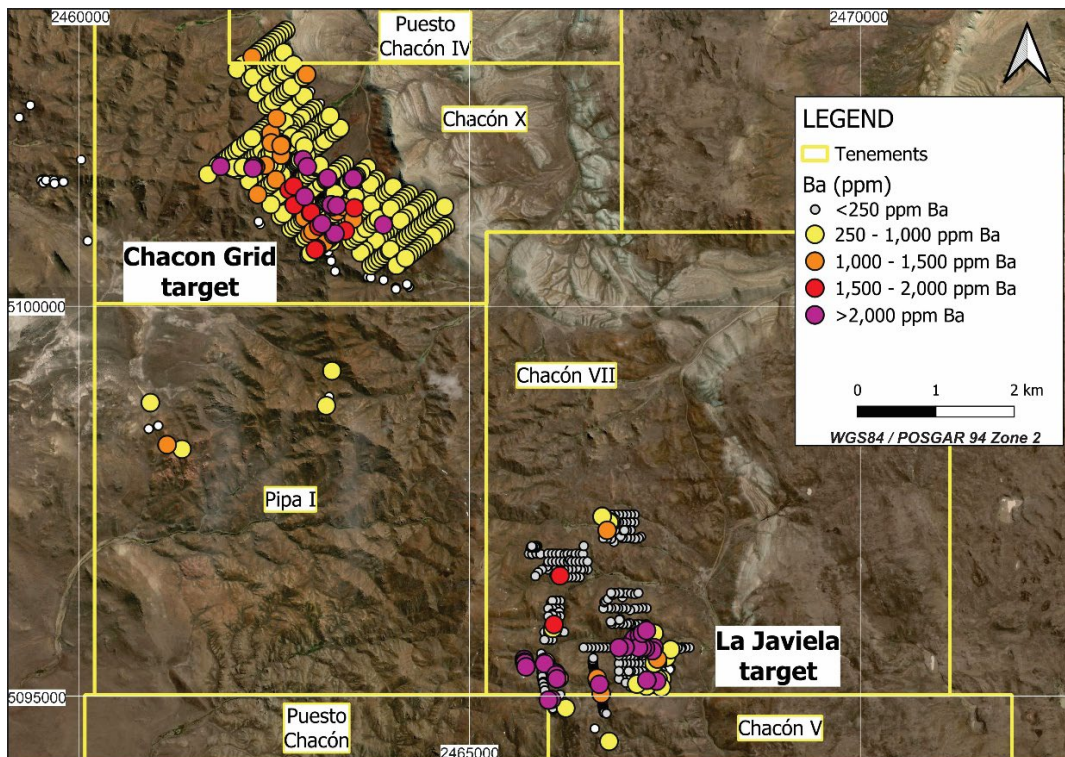 2460000
2470000
Puesto
Chacón IV
Chacón X
LEGEND
Tenements
Ba (ppm)
<250 ppm Ba
250 - 1,000 ppm Ba
1,000 - 1,500 ppm Ba
1,500 - 2,000 ppm Ba
>2,000 ppm Ba
0 1 2 km
WGS84 / POSGAR 94 Zone 2
Chacon Grid
target
5100000
Chacón VII
Pipa I
La Javiela
target
5095000
Puesto
Chacón
2465000
Chacón V